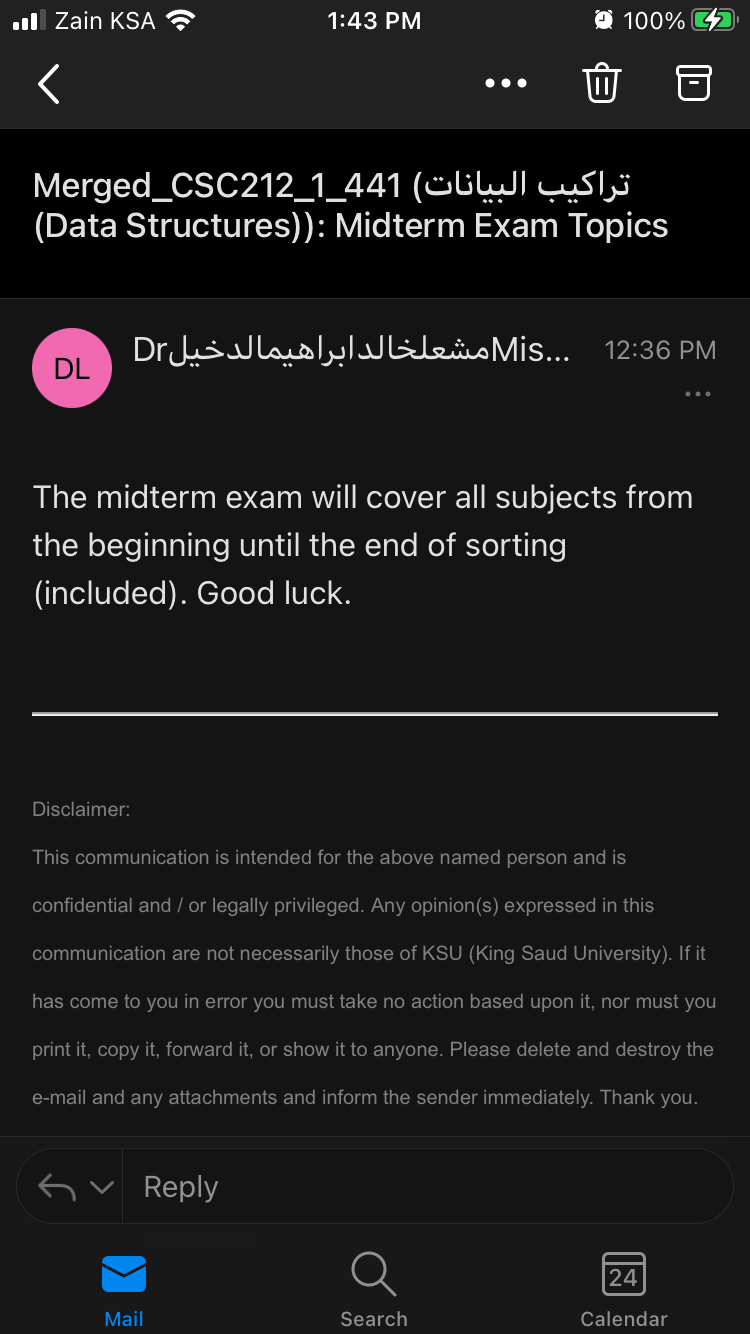 Zain KSA 1:43 PM 100%
Merged_CSC212_1_441 (تراكيب البيانات
(Data Structures)): Midterm Exam Topics
DL
DrمشعلخالدابراهيمالدخيلMis... 12:36 PM
The midterm exam will cover all subjects from
the beginning until the end of sorting
(included). Good luck.
Disclaimer:
This communication is intended for the above named person and is
confidential and / or legally privileged. Any opinion(s) expressed in this
communication are not necessarily those of KSU (King Saud University). If it
has come to you in error you must take no action based upon it, nor must you
print it, copy it, forward it, or show it to anyone. Please delete and destroy the
e-mail and any attachments and inform the sender immediately. Thank you.
Reply
24
Mail Search Calendar